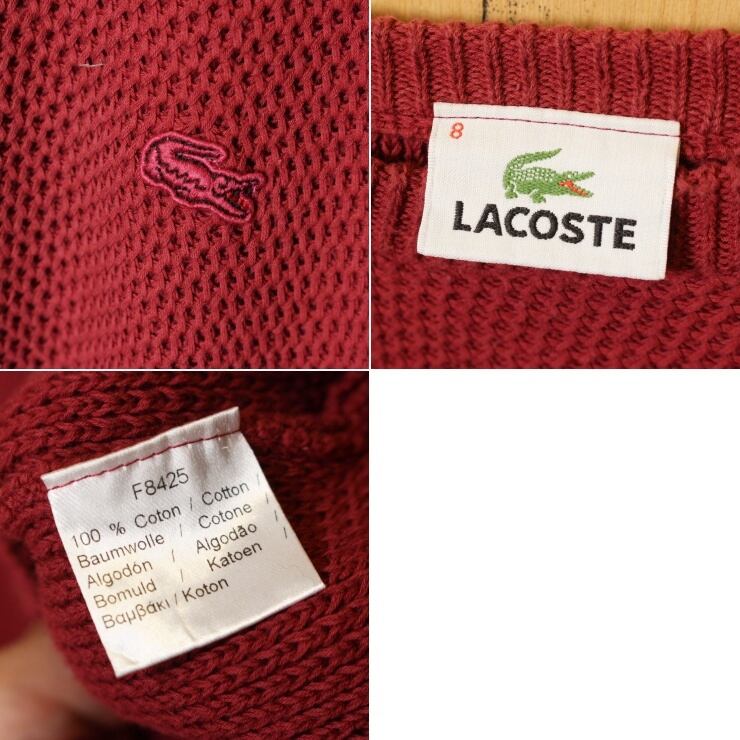 8
LACOSTE
F8425
100 % Coton / Cotton /
Baumwolle / Cotone /
Algodón / Algodão /
Bomuld / Katoen /
Βαμβάκι / Koton